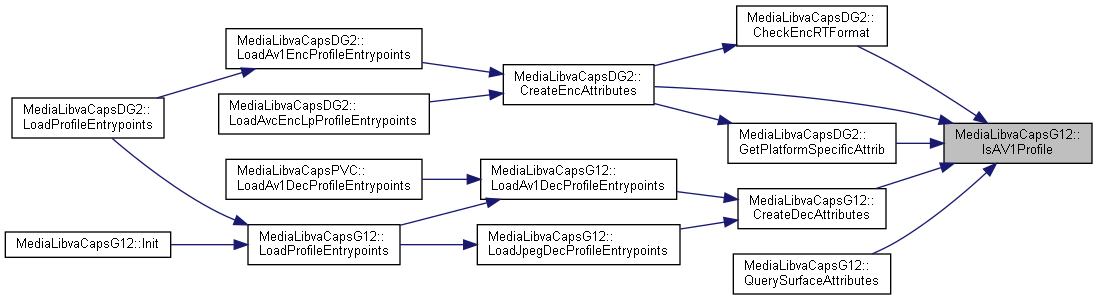 MediaLibvaCapsDG2::
CheckEncRTFormat
MediaLibvaCapsDG2::
LoadAv1EncProfileEntrypoints
MediaLibvaCapsDG2::
CreateEncAttributes
MediaLibvaCapsDG2::
LoadProfileEntrypoints
MediaLibvaCapsDG2::
LoadAvcEncLpProfileEntrypoints
MediaLibvaCapsG12::
IsAV1Profile
MediaLibvaCapsDG2::
GetPlatformSpecificAttrib
MediaLibvaCapsPVC::
LoadAv1DecProfileEntrypoints
MediaLibvaCapsG12::
LoadAv1DecProfileEntrypoints
MediaLibvaCapsG12::
CreateDecAttributes
MediaLibvaCapsG12::Init
MediaLibvaCapsG12::
LoadProfileEntrypoints
MediaLibvaCapsG12::
LoadJpegDecProfileEntrypoints
MediaLibvaCapsG12::
QuerySurfaceAttributes